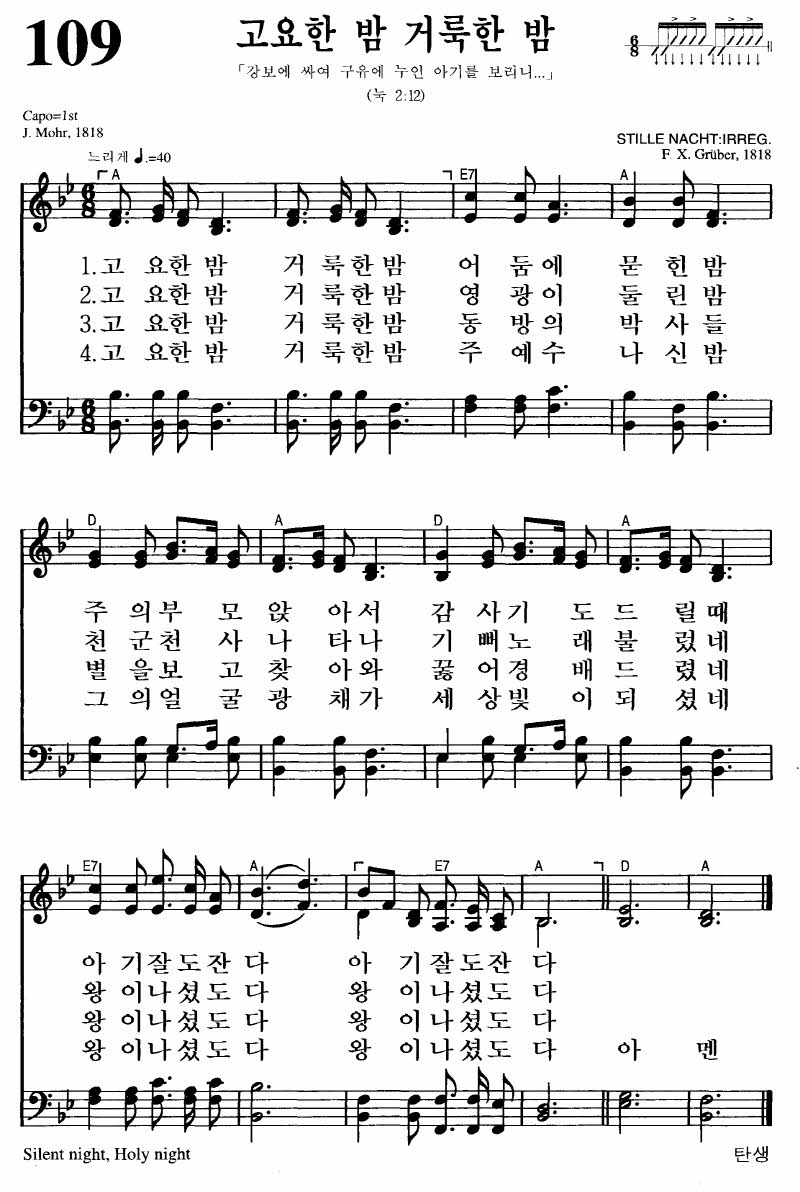 109
고요한 밤 거룩한 밤
「강보에 싸여 구유에 누인 아기를 보리니...」
(눅 2:12)
6/8
Capo=1st
J. Mohr, 1818
STILLE NACHT:IRREG.
F. X. Grüber, 1818
느리게 ♩.=40
A E7 A
6/8
1.고 요한 밤 거 룩한밤 어 둠에 묻 힌밤
2.고 요한 밤 거 룩한밤 영 광이 둘 린밤
3.고 요한 밤 거 룩한밤 동 방의 박 사들
4.고 요한 밤 거 룩한밤 주 예수 나 신밤
6/8
D A D A
주 의부 모 앉 아서 감 사기 도 드 릴때
천 군천 사 나 타나 기 뻐노 래 불 렀네
별 을보 고 찾 아와 꿇 어경 배 드 렸네
그 의얼 굴 광 채가 세 상빛 이 되 셨네
E7 A E7 A D A
아 기잘도잔 다 아 기잘도잔 다
왕 이나셨도 다 왕 이나셨도 다
왕 이나셨도 다 왕 이나셨도 다
왕 이나셨도 다 왕 이나셨도 다 아 멘
Silent night, Holy night
탄생